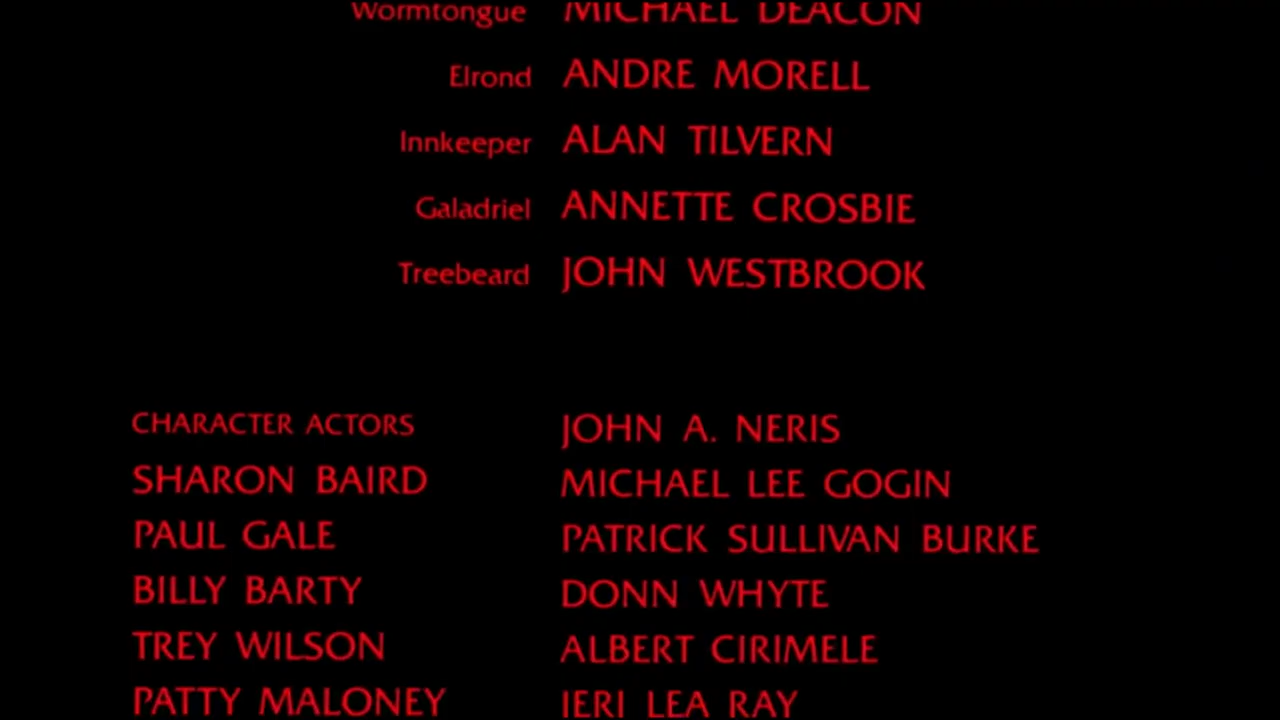 Wormtongue MICHAEL DEACON
Elrond ANDRE MORELL
Innkeeper ALAN TILVERN
Galadriel ANNETTE CROSBIE
Treebeard JOHN WESTBROOK
CHARACTER ACTORS JOHN A. NERIS
SHARON BAIRD MICHAEL LEE GOGIN
PAUL GALE PATRICK SULLIVAN BURKE
BILLY BARTY DONN WHYTE
TREY WILSON ALBERT CIRIMELE
PATTY MALONEY JERI LEA RAY